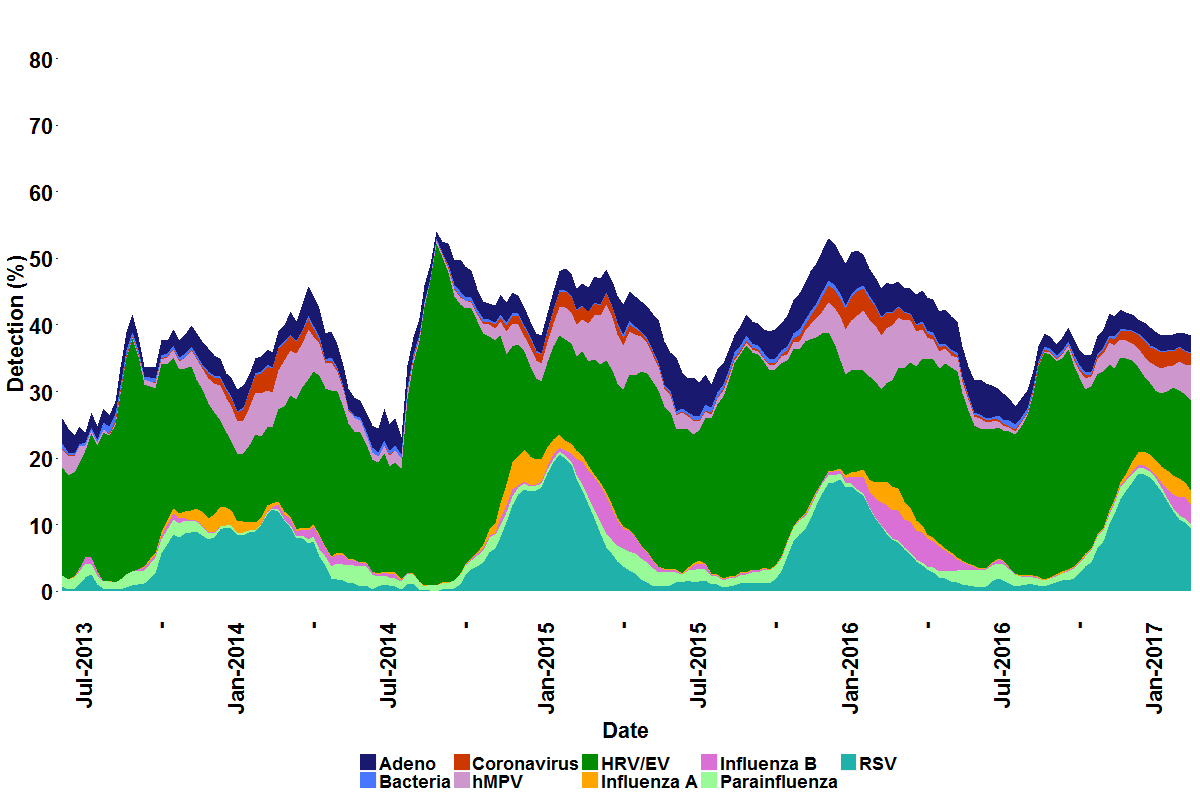 80
70
60
50
40
30
20
10
0
Detection (%)
Jul-2013
-
Jan-2014
-
Jul-2014
-
Jan-2015
-
Jul-2015
-
Jan-2016
-
Jul-2016
-
Jan-2017
Date
Adeno Coronavirus HRV/EV Influenza B RSV
Bacteria hMPV Influenza A Parainfluenza